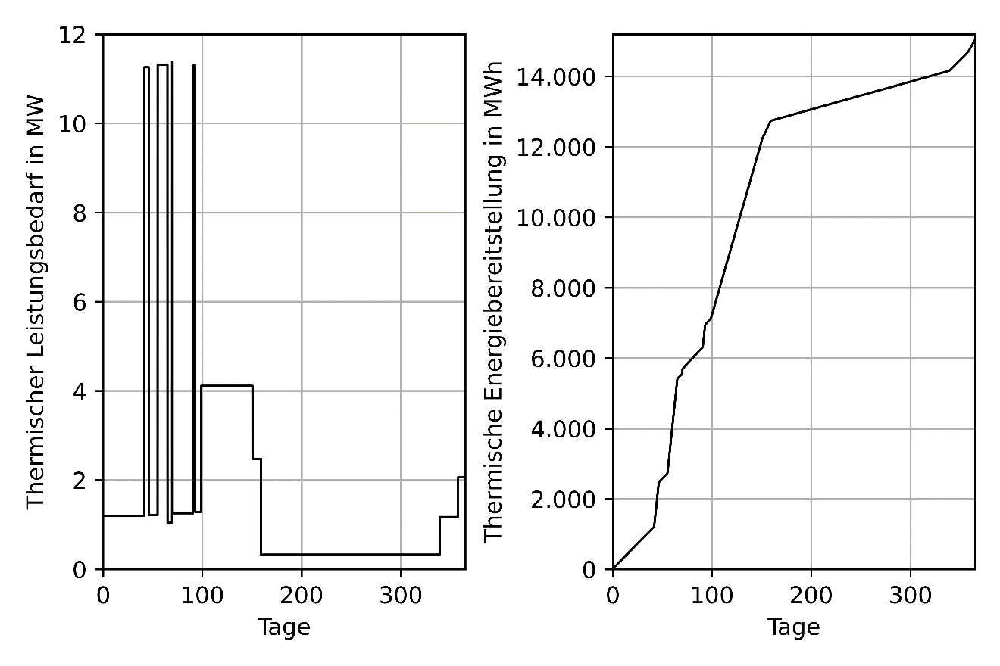 Thermischer Leistungsbedarf in MW
12
10
8
6
4
2
0
0 100 200 300
Tage
Thermische Energiebereitstellung in MWh
14.000
12.000
10.000
8.000
6.000
4.000
2.000
0
0 100 200 300
Tage